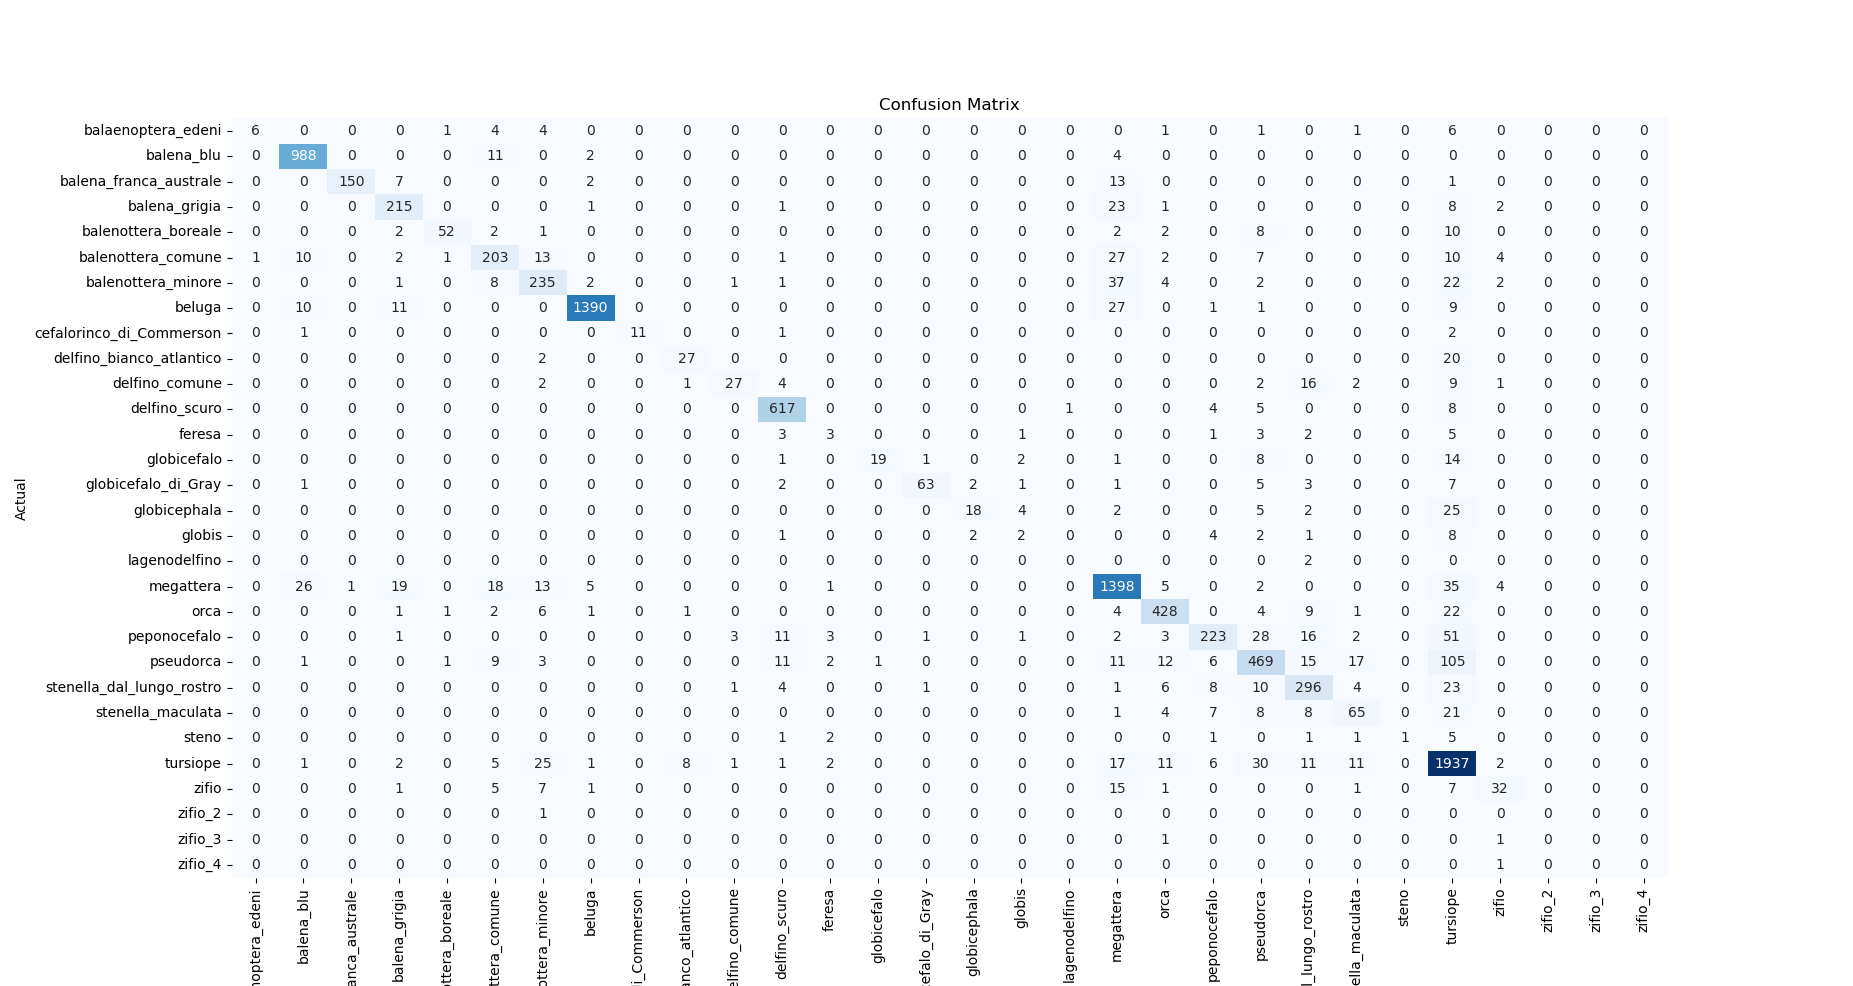 Confusion Matrix
balaenoptera_edeni 6 0 0 0 1 4 4 0 0 0 0 0 0 0 0 0 0 0 0 1 0 1 0 1 0 6 0 0 0 0
balena_blu 0 988 0 0 0 11 0 2 0 0 0 0 0 0 0 0 0 0 4 0 0 0 0 0 0 0 0 0 0 0
balena_franca_australe 0 0 150 7 0 0 0 2 0 0 0 0 0 0 0 0 0 0 13 0 0 0 0 0 0 1 0 0 0 0
balena_grigia 0 0 0 215 0 0 0 1 0 0 0 1 0 0 0 0 0 0 23 1 0 0 0 0 0 8 2 0 0 0
balenottera_boreale 0 0 0 2 52 2 1 0 0 0 0 0 0 0 0 0 0 0 2 2 0 8 0 0 0 10 0 0 0 0
balenottera_comune 1 10 0 2 1 203 13 0 0 0 0 1 0 0 0 0 0 0 27 2 0 7 0 0 0 10 4 0 0 0
balenottera_minore 0 0 0 1 0 8 235 2 0 0 1 1 0 0 0 0 0 0 37 4 0 2 0 0 0 22 2 0 0 0
beluga 0 10 0 11 0 0 0 1390 0 0 0 0 0 0 0 0 0 0 27 0 1 1 0 0 0 9 0 0 0 0
cefalorinco_di_Commerson 0 1 0 0 0 0 0 0 11 0 0 1 0 0 0 0 0 0 0 0 0 0 0 0 0 2 0 0 0 0
delfino_bianco_atlantico 0 0 0 0 0 0 2 0 0 27 0 0 0 0 0 0 0 0 0 0 0 0 0 0 0 20 0 0 0 0
delfino_comune 0 0 0 0 0 0 2 0 0 1 27 4 0 0 0 0 0 0 0 0 0 2 16 2 0 9 1 0 0 0
delfino_scuro 0 0 0 0 0 0 0 0 0 0 0 617 0 0 0 0 0 1 0 0 4 5 0 0 0 8 0 0 0 0
feresa 0 0 0 0 0 0 0 0 0 0 0 3 3 0 0 0 1 0 0 0 1 3 2 0 0 5 0 0 0 0
globicefalo 0 0 0 0 0 0 0 0 0 0 0 1 0 19 1 0 2 0 1 0 0 8 0 0 0 14 0 0 0 0
globicefalo_di_Gray 0 1 0 0 0 0 0 0 0 0 0 2 0 0 63 2 1 0 1 0 0 5 3 0 0 7 0 0 0 0
globicephala 0 0 0 0 0 0 0 0 0 0 0 0 0 0 0 18 4 0 2 0 0 5 2 0 0 25 0 0 0 0
globis 0 0 0 0 0 0 0 0 0 0 0 1 0 0 0 2 2 0 0 0 4 2 1 0 0 8 0 0 0 0
lagenodelfino 0 0 0 0 0 0 0 0 0 0 0 0 0 0 0 0 0 0 0 0 0 0 2 0 0 0 0 0 0 0
megattera 0 26 1 19 0 18 13 5 0 0 0 0 1 0 0 0 0 0 1398 5 0 2 0 0 0 35 4 0 0 0
orca 0 0 0 1 1 2 6 1 0 1 0 0 0 0 0 0 0 0 4 428 0 4 9 1 0 22 0 0 0 0
peponocefalo 0 0 0 1 0 0 0 0 0 0 3 11 3 0 1 0 1 0 2 3 223 28 16 2 0 51 0 0 0 0
pseudorca 0 1 0 0 1 9 3 0 0 0 0 11 2 1 0 0 0 0 11 12 6 469 15 17 0 105 0 0 0 0
stenella_dal_lungo_rostro 0 0 0 0 0 0 0 0 0 0 1 4 0 0 1 0 0 0 1 6 8 10 296 4 0 23 0 0 0 0
stenella_maculata 0 0 0 0 0 0 0 0 0 0 0 0 0 0 0 0 0 0 1 4 7 8 8 65 0 21 0 0 0 0
steno 0 0 0 0 0 0 0 0 0 0 0 1 2 0 0 0 0 0 0 0 1 0 1 1 1 5 0 0 0 0
tursiope 0 1 0 2 0 5 25 1 0 8 1 1 2 0 0 0 0 0 17 11 6 30 11 11 0 1937 2 0 0 0
zifio 0 0 0 1 0 5 7 1 0 0 0 0 0 0 0 0 0 0 15 1 0 0 0 1 0 7 32 0 0 0
zifio_2 0 0 0 0 0 0 1 0 0 0 0 0 0 0 0 0 0 0 0 0 0 0 0 0 0 0 0 0 0 0
zifio_3 0 0 0 0 0 0 0 0 0 0 0 0 0 0 0 0 0 0 0 1 0 0 0 0 0 0 1 0 0 0
zifio_4 0 0 0 0 0 0 0 0 0 0 0 0 0 0 0 0 0 0 0 0 0 0 0 0 0 0 1 0 0 0
Actual
noptera_edeni
balena_blu
anca_australe
balena_grigia
ottera_boreale
ttera_comune
ottera_minore
beluga
di_Commerson
anco_atlantico
elfino_comune
delfino_scuro
feresa
globicefalo
cefalo_di_Gray
globicephala
globis
lagenodelfino
megattera
orca
peponocefalo
pseudorca
l_lungo_rostro
ella_maculata
steno
tursiope
zifio
zifio_2
zifio_3
zifio_4